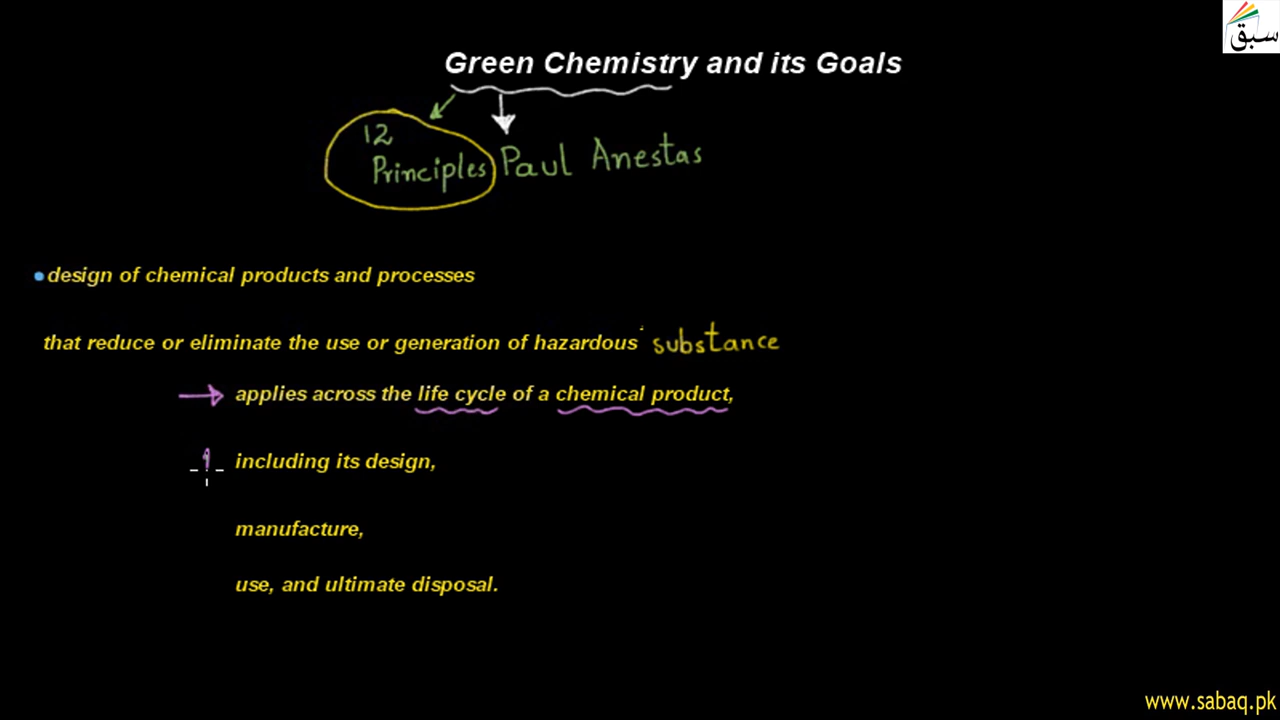 سبق
Green Chemistry and its Goals
12
Principles Paul Anestas
design of chemical products and processes
that reduce or eliminate the use or generation of hazardous substance
applies across the life cycle of a chemical product,
including its design,
manufacture,
use, and ultimate disposal.
www.sabaq.pk